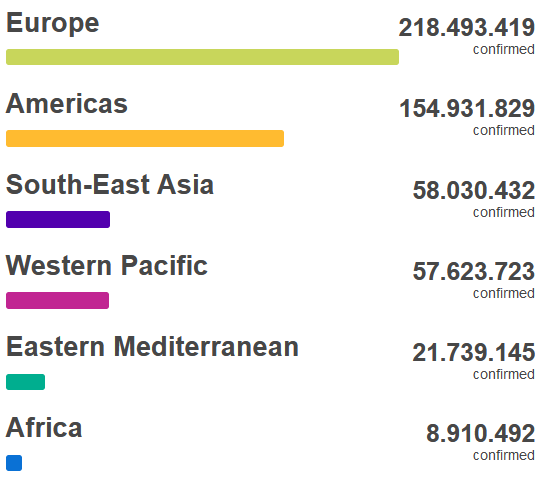 Europe
218.493.419
confirmed
Americas
154.931.829
confirmed
South-East Asia
58.030.432
confirmed
Western Pacific
57.623.723
confirmed
Eastern Mediterranean
21.739.145
confirmed
Africa
8.910.492
confirmed